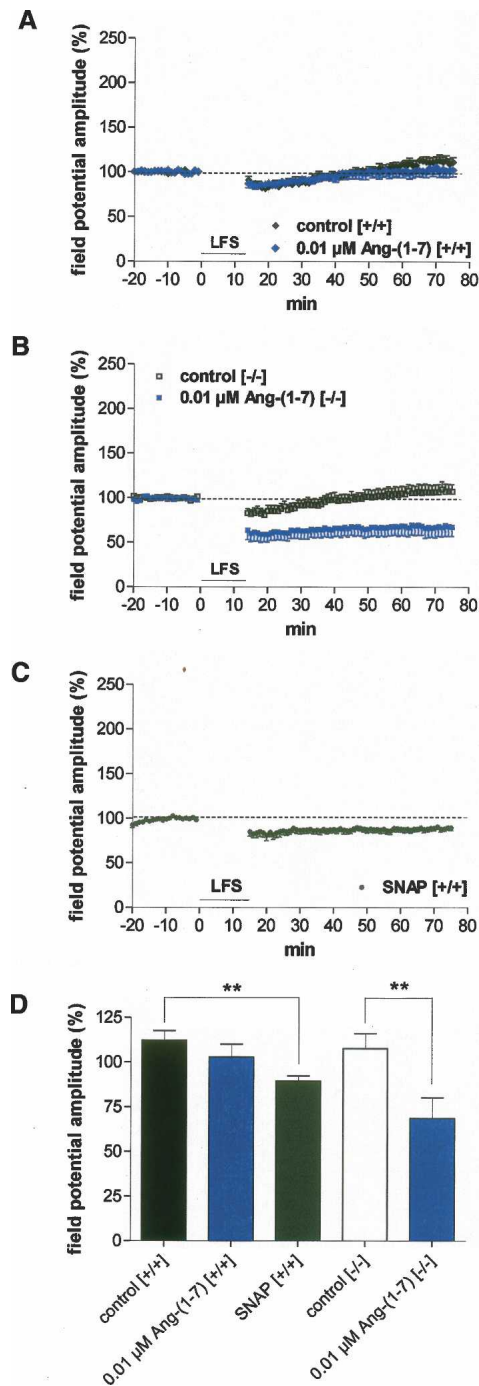 A
field potential amplitude (%)
250
200
150
100
50
0
LFS
control [+/+]
0.01 µM Ang-(1-7) [+/+]
-20 -10 0 10 20 30 40 50 60 70 80
min
B
field potential amplitude (%)
250
200
150
100
50
0
control [-/-]
0.01 µM Ang-(1-7) [-/-]
LFS
-20 -10 0 10 20 30 40 50 60 70 80
min
C
field potential amplitude (%)
250
200
150
100
50
0
LFS
SNAP [+/+]
-20 -10 0 10 20 30 40 50 60 70 80
min
D
field potential amplitude (%)
125
100
75
50
25
0
**
**
control [+/+]
0.01 µM Ang-(1-7) [+/+]
SNAP [+/+]
control [-/-]
0.01 µM Ang-(1-7) [-/-]